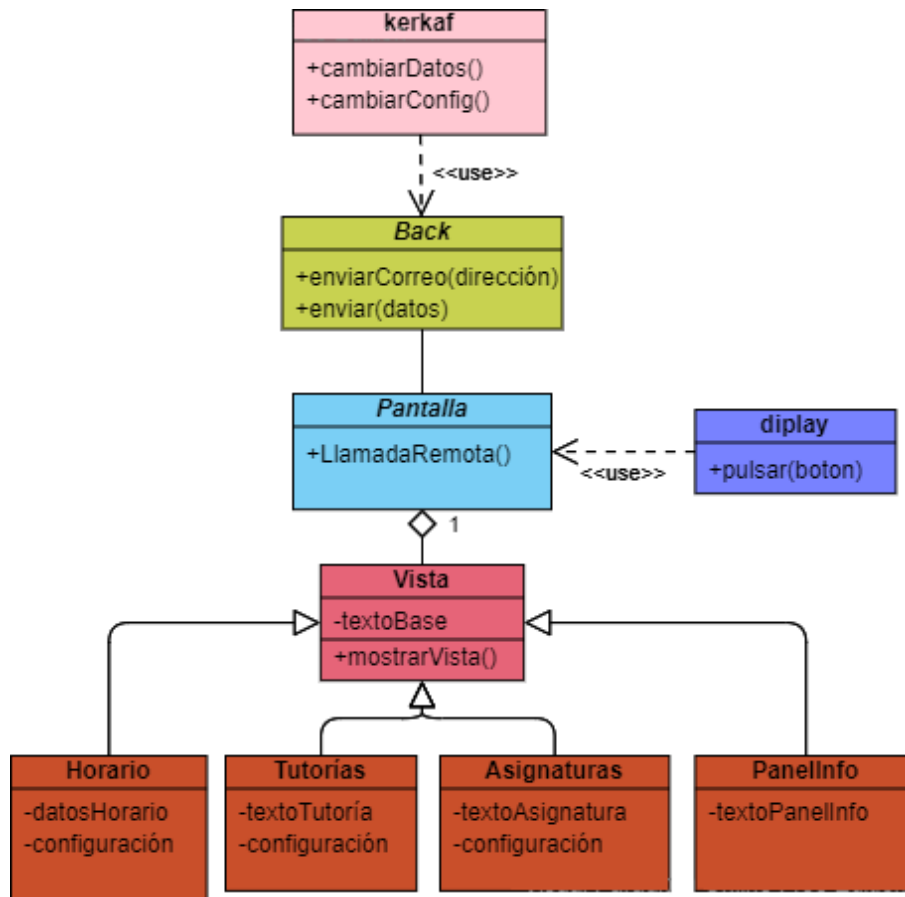 kerkaf
+cambiarDatos()
+cambiarConfig()
<<use>>
Back
+enviarCorreo(dirección)
+enviar(datos)
Pantalla
+LlamadaRemota()
<<use>>
diplay
+pulsar(boton)
1
Vista
-textoBase
+mostrarVista()
Horario
-datosHorario
-configuración
Tutorías
-textoTutoría
-configuración
Asignaturas
-textoAsignatura
-configuración
PanelInfo
-textoPanelInfo